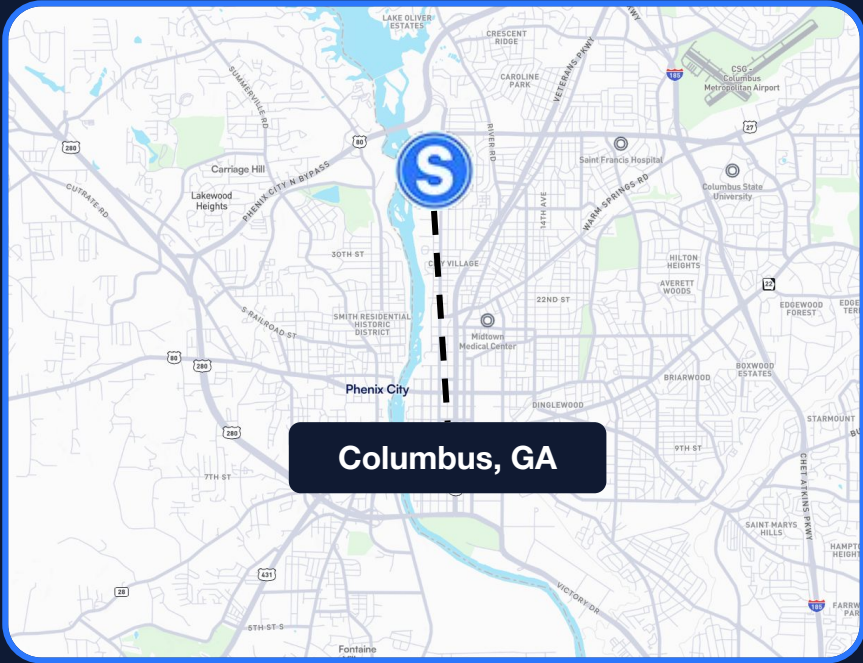 LAKE OLIVER
ESTATES
CRESCENT
RIDGE
VETERANS PKWY
185
CSG -
Columbus
Metropolitan Airport
CAROLINE
PARK
SUMMERVILLE RD
27
280
80
RIVER RD
Saint Francis Hospital
S
Carriage Hill
PHENIX CITY N BYPASS
Columbus State
University
CUTRATE RD
Lakewood
Heights
14TH AVE
WARM SPRINGS RD
30TH ST
VILLAGE
HILTON
HEIGHTS
22
AVERETT
WOODS
22ND ST
EDGEWOOD
FOREST
S RAILROAD ST
SMITH RESIDENTIAL
HISTORIC
DISTRICT
Midtown
Medical Center
80
280
BOXWOOD
ESTATES
BRIARWOOD
Phenix City
DINGLEWOOD
STARMOUNT
280
9TH ST
Columbus, GA
7TH ST
CHET ATKINS PKWY
SAINT MARYS
HILLS
431
28
VICTORY DR
185
5TH ST S
Fontaine